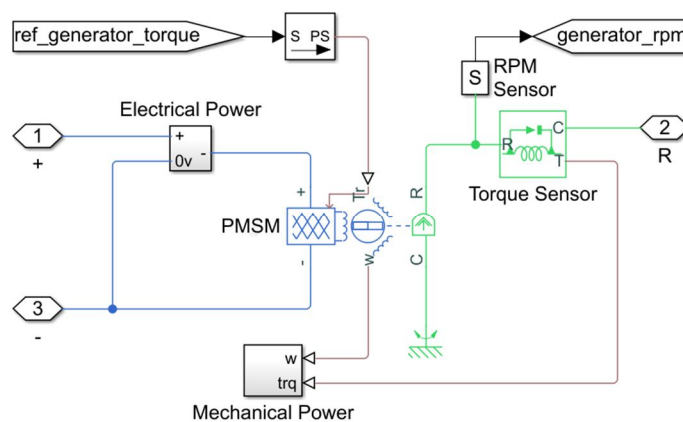 ref_generator_torque
S PS
generator_rpm
S
RPM
Sensor
Electrical Power
1
+
+
0v
-
R
C
T
2
R
Torque Sensor
+
Tr
R
PMSM
-
w
C
3
-
w
trq
Mechanical Power